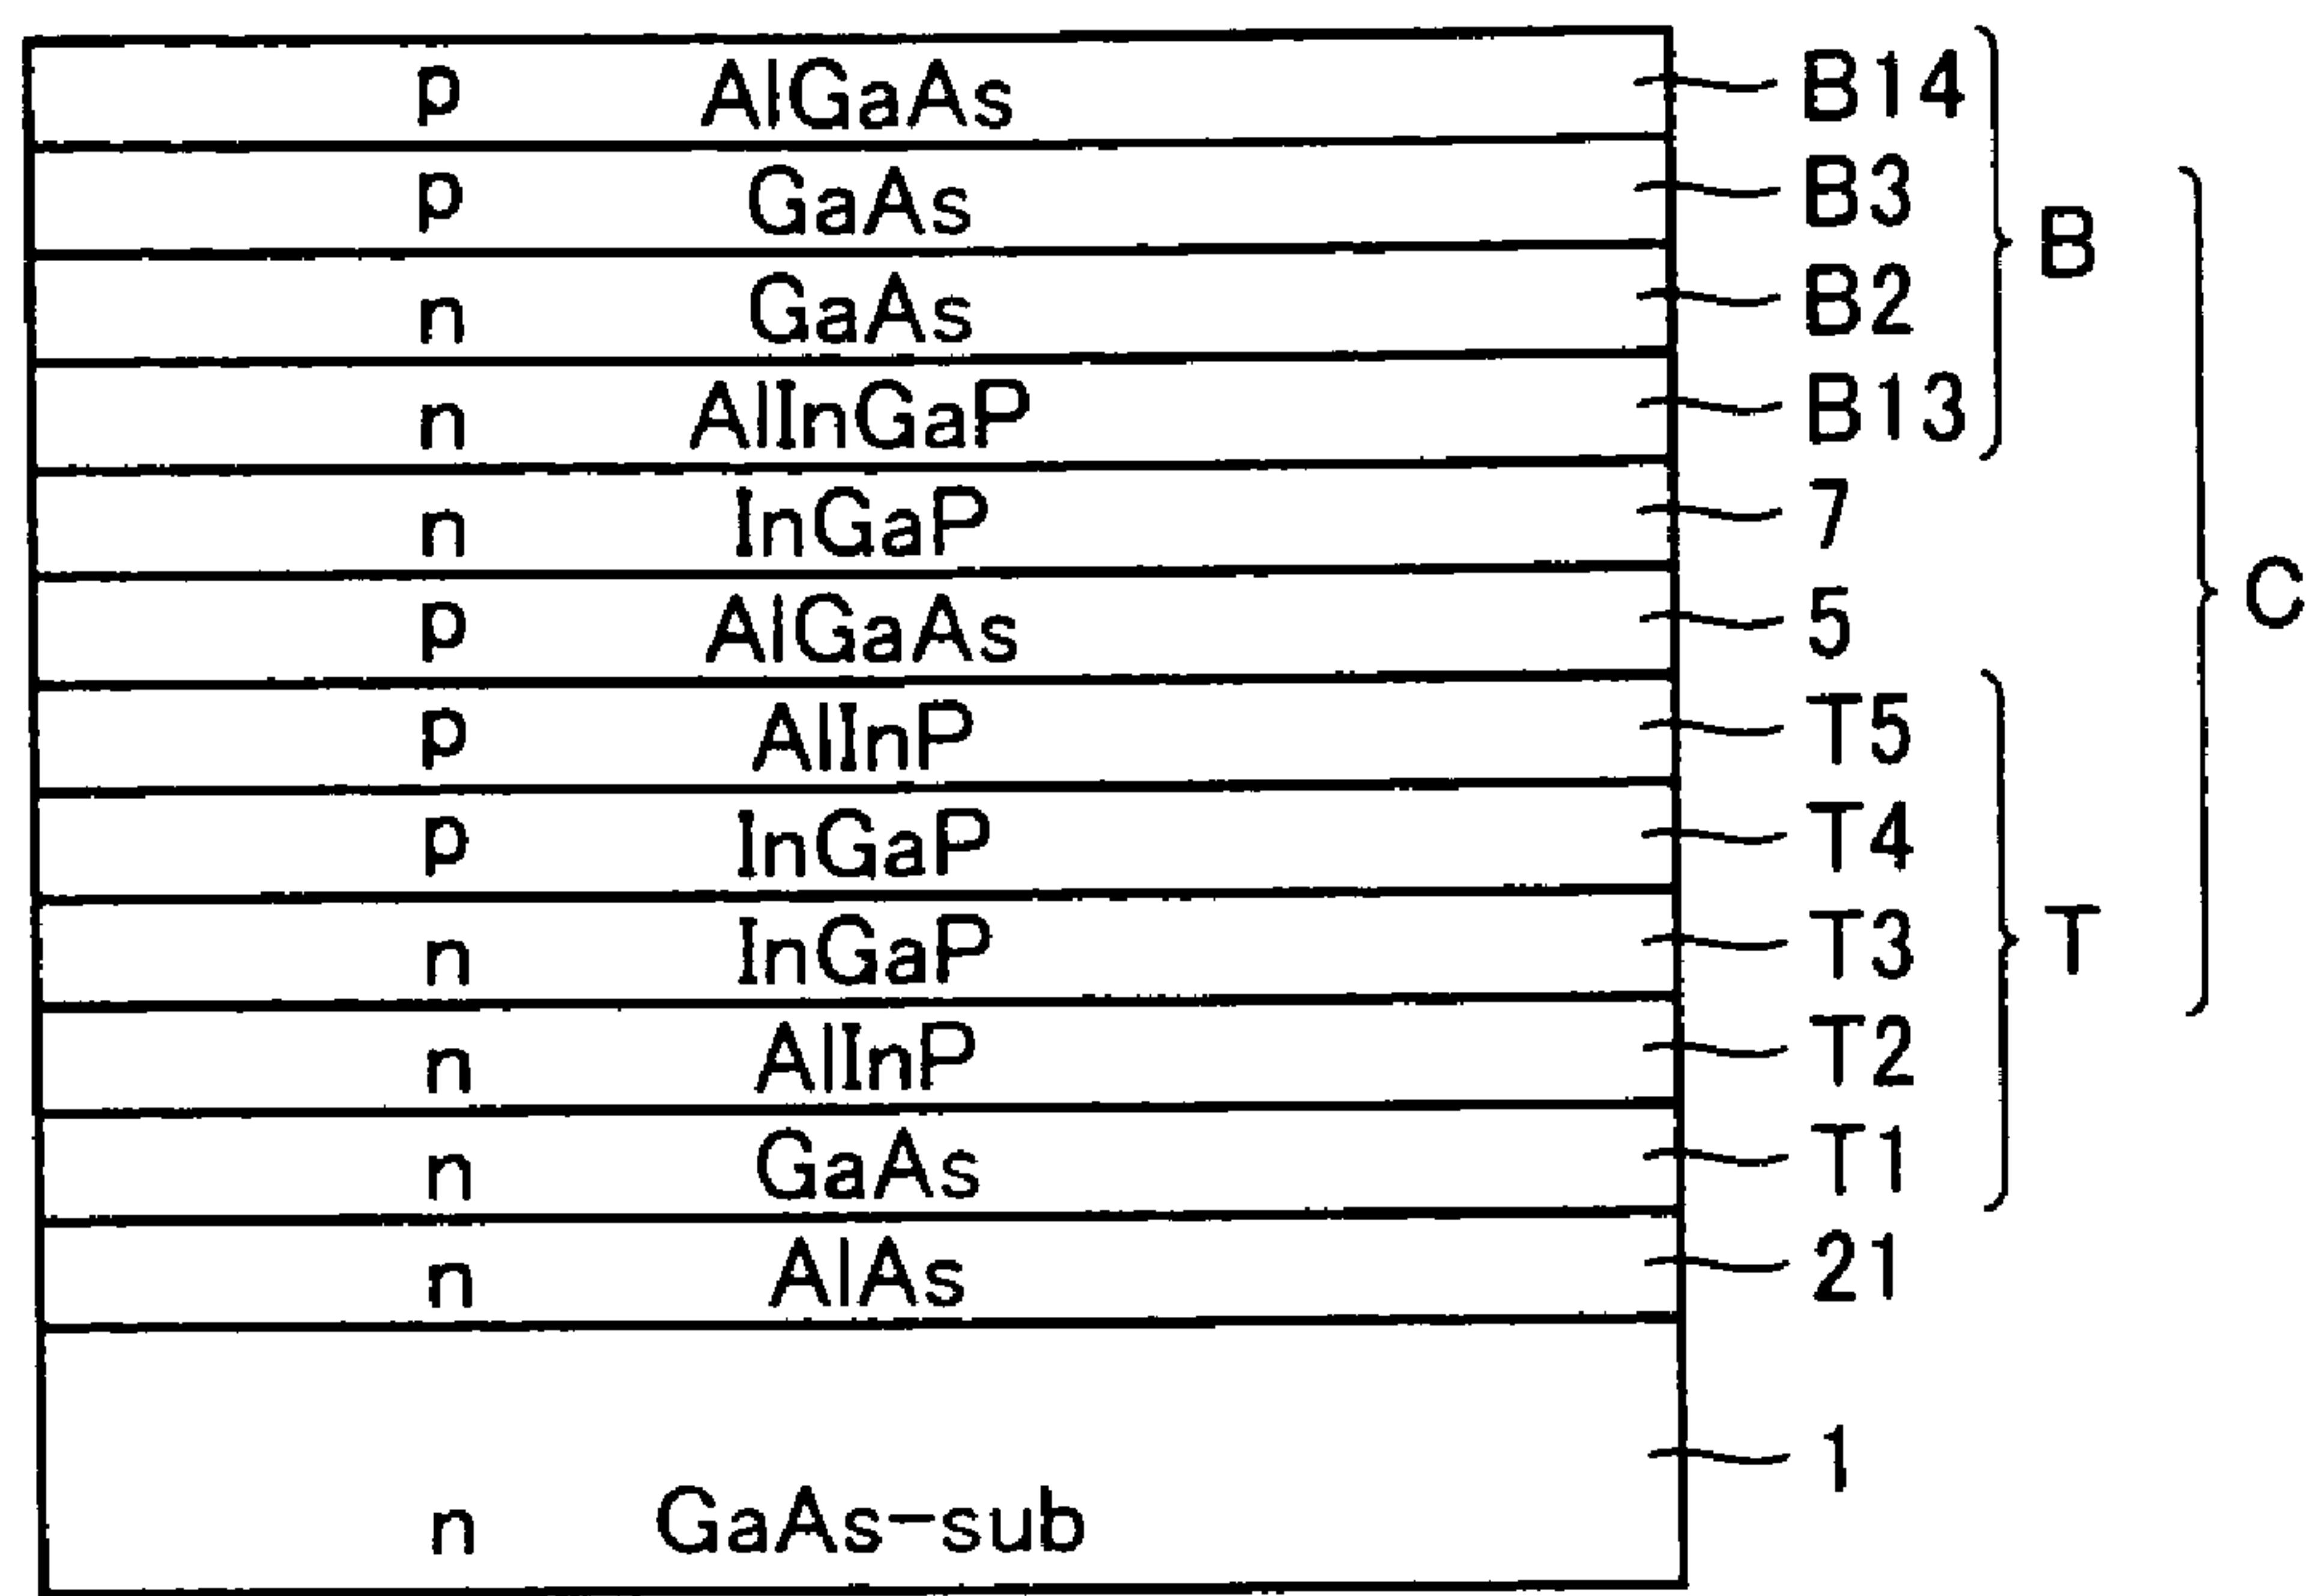 p AlGaAs B14
p GaAs B3
B
n GaAs B2
n AlInGaP B13
n InGaP 7
C
p AlGaAs 5
p AlInP T5
p InGaP T4
n InGaP T3
T
n AlInP T2
n GaAs T1
n AlAs 21
1
n GaAs-sub